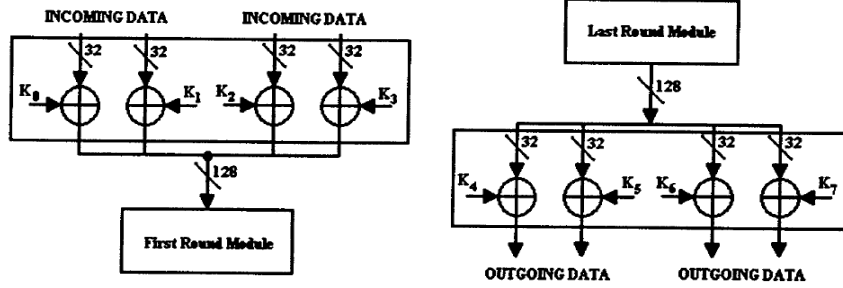 INCOMING DATA INCOMING DATA
32 32 32 32
K0 K1 K2 K3
128
First Round Module
Last Round Module
128
32 32 32 32
K4 K5 K6 K7
OUTGOING DATA OUTGOING DATA